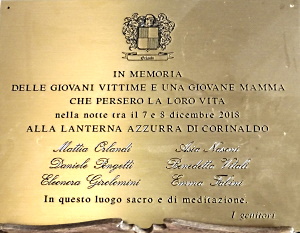 Orlandi
IN MEMORIA
DELLE GIOVANI VITTIME E UNA GIOVANE MAMMA
CHE PERSERO LA LORO VITA
nella notte tra il 7 e 8 dicembre 2018
ALLA LANTERNA AZZURRA DI CORINALDO
Mattia Orlandi Asia Nasoni
Daniele Pongetti Benedetta Vitali
Eleonora Girolimini Emma Fabini
In questo luogo sacro e di meditazione.
I genitori